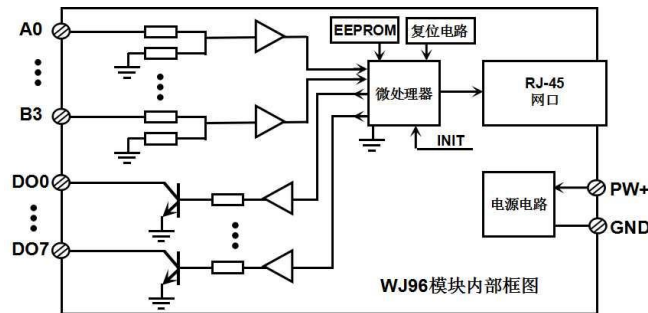 A0
EEPROM
复位电路
微处理器
RJ-45
网口
B3
INIT
DO0
PW+
电源电路
GND
DO7
WJ96模块内部框图